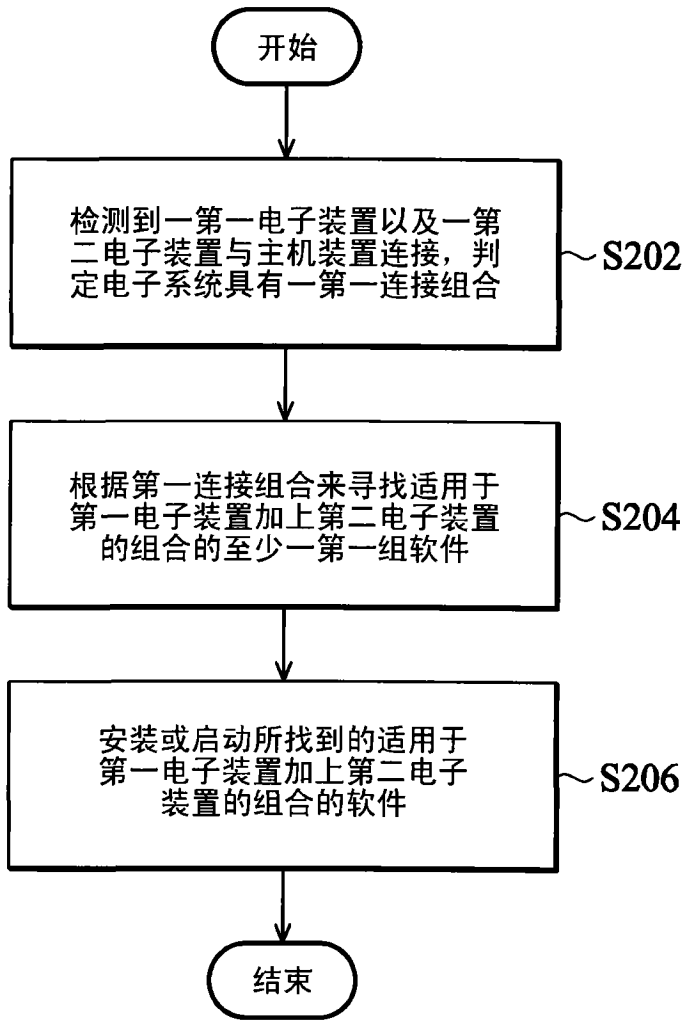 开始
检测到一第一电子装置以及一第
二电子装置与主机装置连接，判
定电子系统具有一第一连接组合
S202
根据第一连接组合来寻找适用于
第一电子装置加上第二电子装置
的组合的至少一第一组软件
S204
安装或启动所找到的适用于
第一电子装置加上第二电子
装置的组合的软件
S206
结束